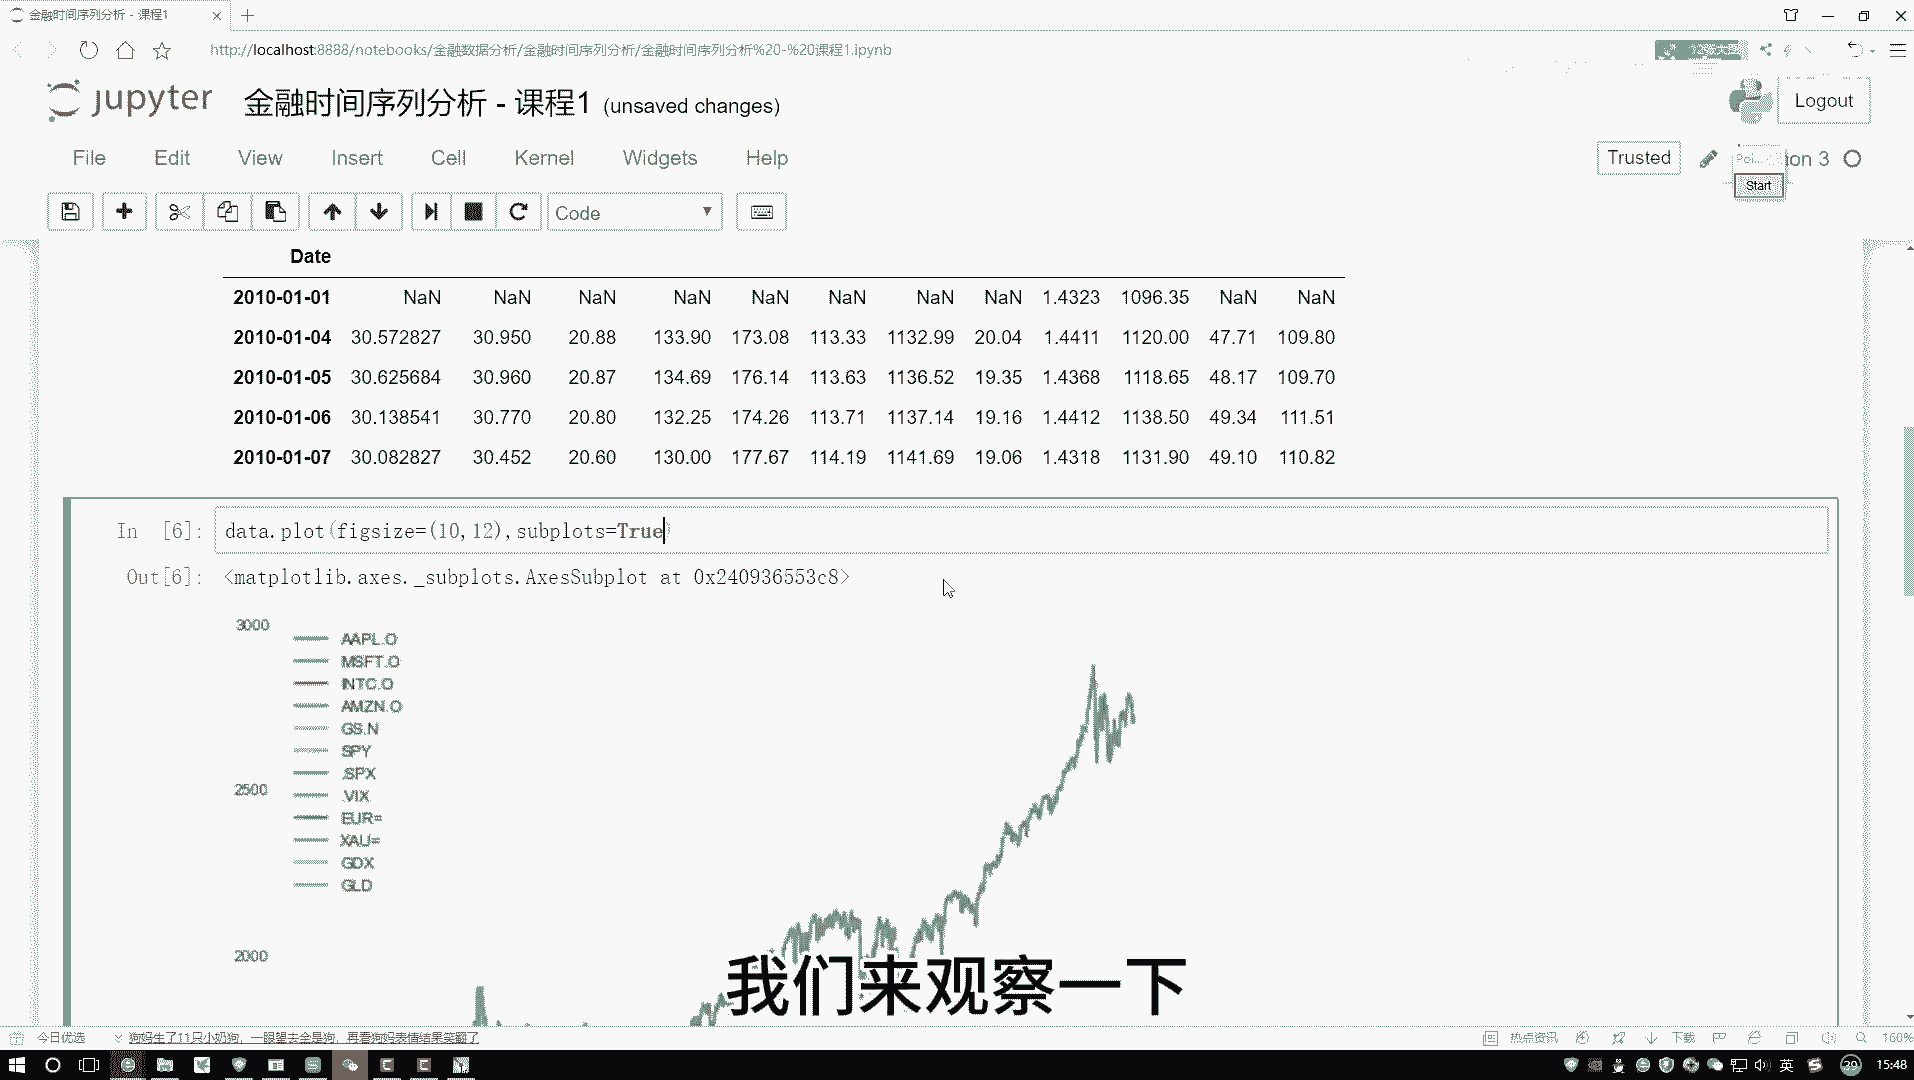 金融时间序列分析 - 课程1
http://localhost:8888/notebooks/金融数据分析/金融时间序列分析/金融时间序列分析%20-%20课程1.ipynb
jupyter 金融时间序列分析 - 课程1 (unsaved changes)
Logout
File Edit View Insert Cell Kernel Widgets Help
Trusted
ion 3
Start
Code
Date
2010-01-01 NaN NaN NaN NaN NaN NaN NaN NaN 1.4323 1096.35 NaN NaN
2010-01-04 30.572827 30.950 20.88 133.90 173.08 113.33 1132.99 20.04 1.4411 1120.00 47.71 109.80
2010-01-05 30.625684 30.960 20.87 134.69 176.14 113.63 1136.52 19.35 1.4368 1118.65 48.17 109.70
2010-01-06 30.138541 30.770 20.80 132.25 174.26 113.71 1137.14 19.16 1.4412 1138.50 49.34 111.51
2010-01-07 30.082827 30.452 20.60 130.00 177.67 114.19 1141.69 19.06 1.4318 1131.90 49.10 110.82
In [6]: data.plot(figsize=(10,12),subplots=True)
Out[6]: <matplotlib.axes._subplots.AxesSubplot at 0x240936553c8>
3000
AAPL.O
MSFT.O
INTC.O
AMZN.O
GS.N
SPY
.SPX
2500
.VIX
EUR=
XAU=
GDX
GLD
2000
我们来观察一下
今日优选
狗妈生了11只小奶狗，一眼望去全是狗，再看狗妈表情结果笑翻了
热点资讯
下载
160%
英
29
15:48